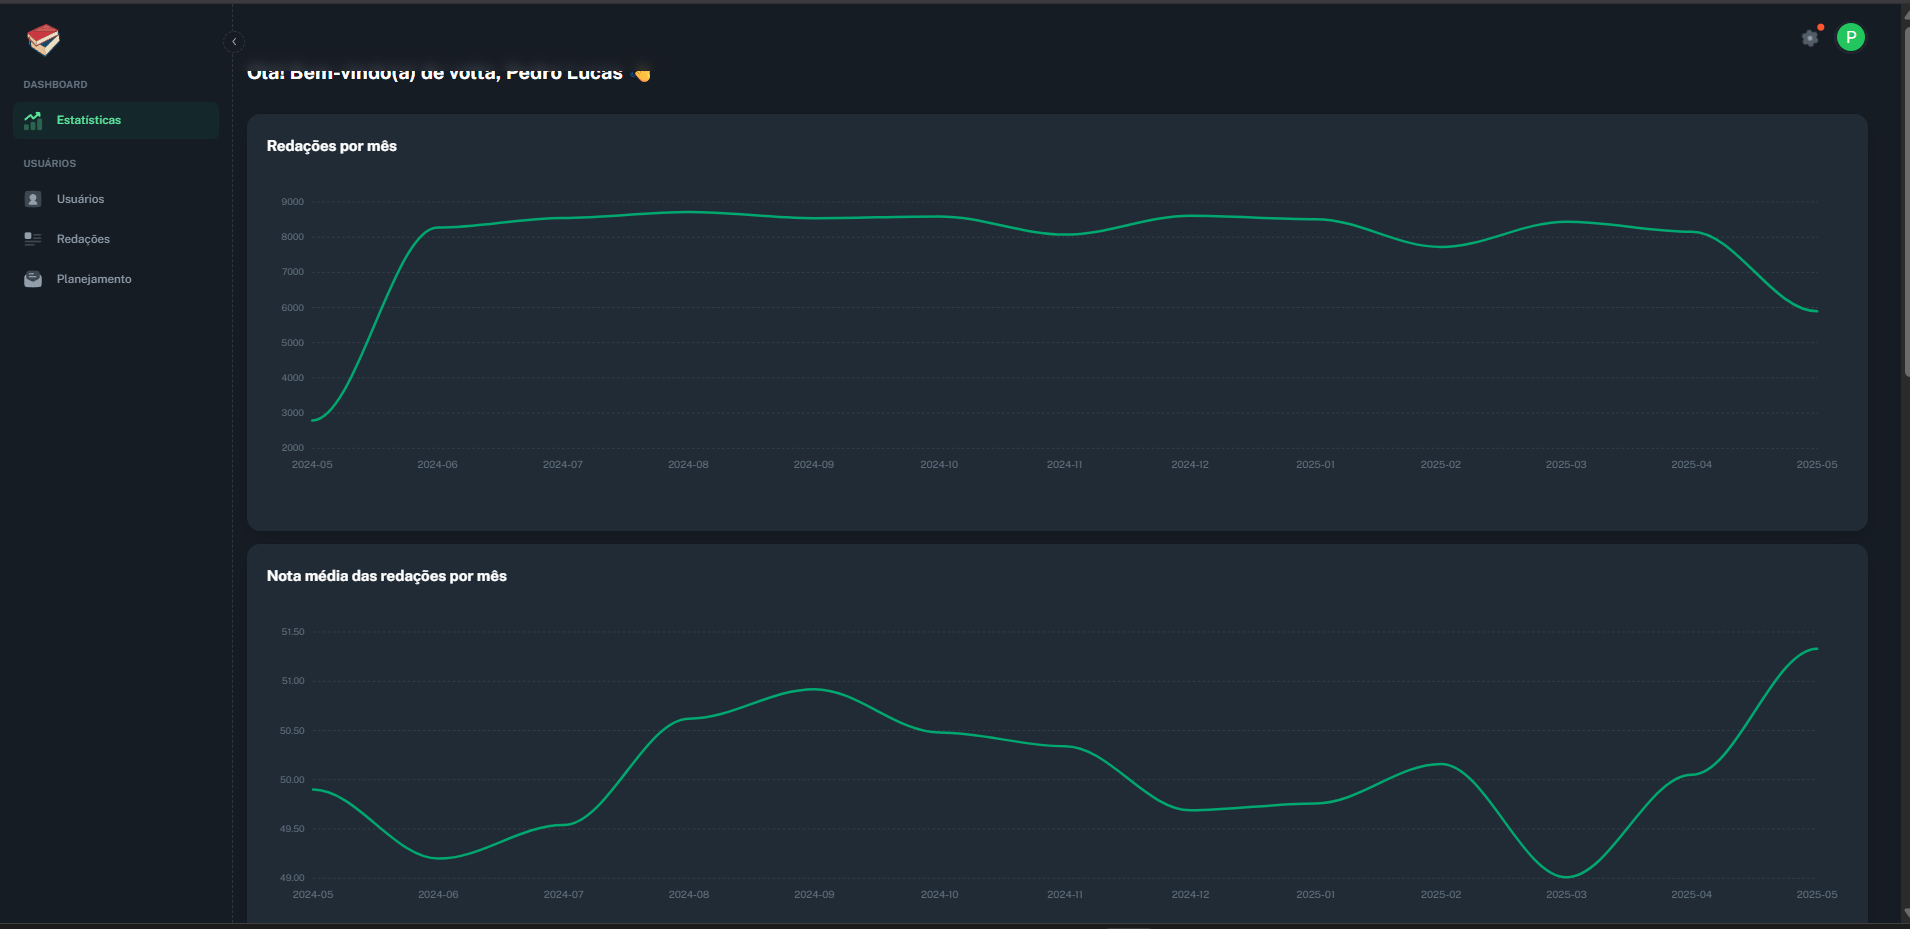 DASHBOARD
Estatísticas
USUÁRIOS
Usuários
Redações
Planejamento
P
Olá! Bem-vindo(a) de volta, Pedro Lucas
Redações por mês
9000
8000
7000
6000
5000
4000
3000
2000
2024-05 2024-06 2024-07 2024-08 2024-09 2024-10 2024-11 2024-12 2025-01 2025-02 2025-03 2025-04 2025-05
Nota média das redações por mês
51.50
51.00
50.50
50.00
49.50
49.00
2024-05 2024-06 2024-07 2024-08 2024-09 2024-10 2024-11 2024-12 2025-01 2025-02 2025-03 2025-04 2025-05